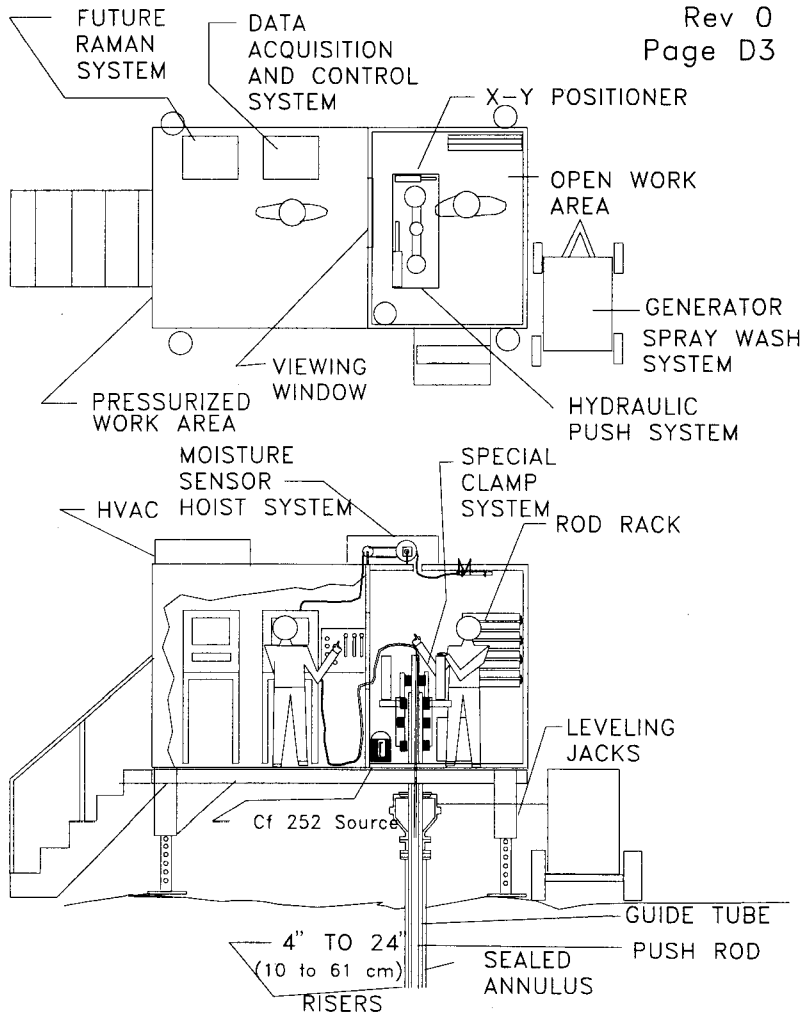 Rev 0
Page D3
FUTURE
RAMAN
SYSTEM
DATA
ACQUISITION
AND CONTROL
SYSTEM
X-Y POSITIONER
OPEN WORK
AREA
GENERATOR
SPRAY WASH
SYSTEM
VIEWING
WINDOW
PRESSURIZED
WORK AREA
HYDRAULIC
PUSH SYSTEM
MOISTURE
SENSOR
HOIST SYSTEM
HVAC
SPECIAL
CLAMP
SYSTEM
ROD RACK
LEVELING
JACKS
Cf 252 Source
GUIDE TUBE
PUSH ROD
4" TO 24"
(10 to 61 cm)
RISERS
SEALED
ANNULUS